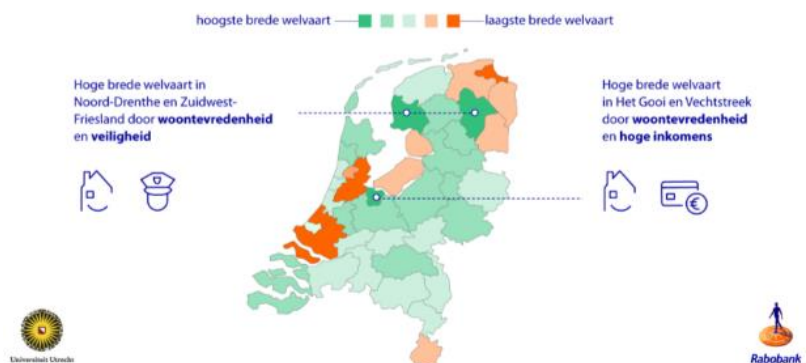 hoogste brede welvaart
laagste brede welvaart
Hoge brede welvaart in
Noord-Drenthe en Zuidwest-
Friesland door woontevredenheid
en veiligheid
Hoge brede welvaart
in Het Gooi en Vechtstreek
door woontevredenheid
en hoge inkomens
€
Universiteit Utrecht
Rabobank